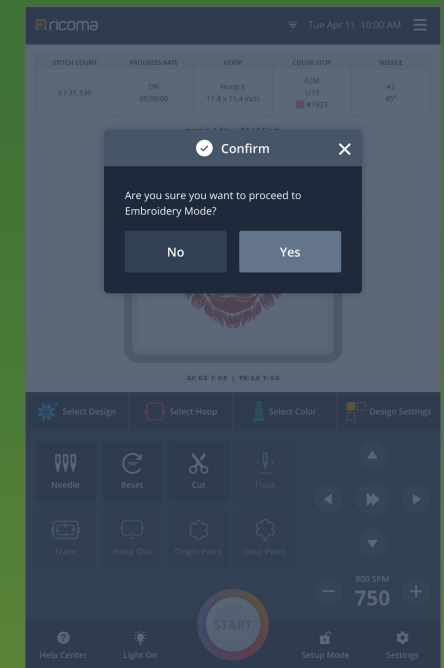 ricoma
Tue Apr 11 10:00 AM
STITCH COUNT
PROGRESS RATE
HOOP
COLOR STOP
NEEDLE
0 / 31,336
0%
00:00:00
Hoop E
11.4 x 11.4 inch
A|M
1/15
#1023
#2
45°
Confirm
Are you sure you want to proceed to
Embroidery Mode?
No
Yes
AX: 0.0 Y: 0.0 | PX: 0.0 Y: 0.0
Select Design
Select Hoop
Select Color
Design Settings
Needle
100°
Reset
Cut
Float
Trace
Hoop Out
Origin Point
Stop Point
800 SPM
750
START
Help Center
Light On
Setup Mode
Settings